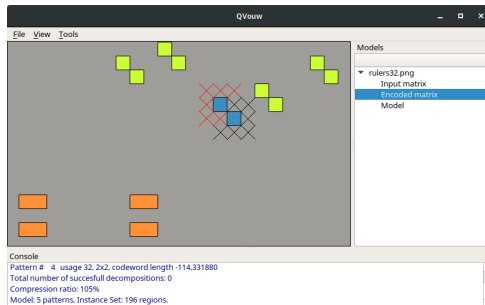 QVouw
File View Tools
Models
rulers32.png
Input matrix
Encoded matrix
Model
Console
Pattern # 4 usage 32, 2x2, codeword length -114,331880
Total number of succesfull decompositions: 0
Compression ratio: 105%
Model: 5 patterns, Instance Set: 196 regions.